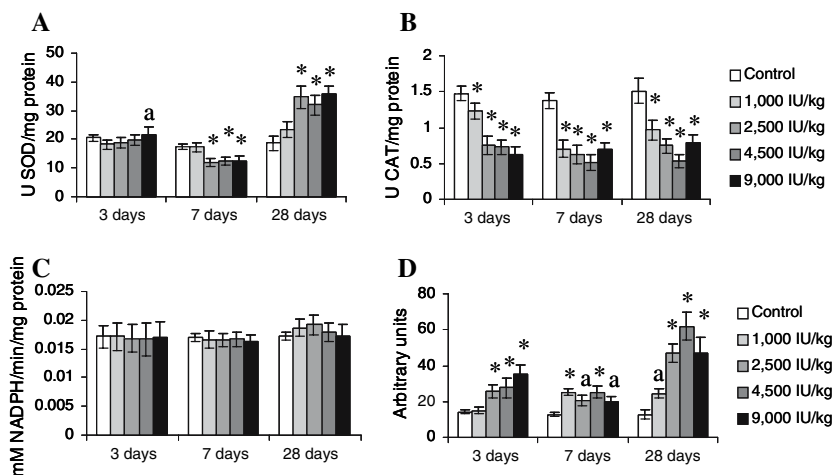 A
U SOD/mg protein
50
40
30
20
10
0
a
* * *
* * *
3 days 7 days 28 days
B
U CAT/mg protein
2
1.5
1
0.5
0
* * * *
* * * *
* * * *
3 days 7 days 28 days
Control
1,000 IU/kg
2,500 IU/kg
4,500 IU/kg
9,000 IU/kg
C
mM NADPH/min/mg protein
0.025
0.02
0.015
0.01
0.005
0
3 days 7 days 28 days
D
Arbitrary units
80
60
40
20
0
* * *
* a * a
a * * *
3 days 7 days 28 days
Control
1,000 IU/kg
2,500 IU/kg
4,500 IU/kg
9,000 IU/kg